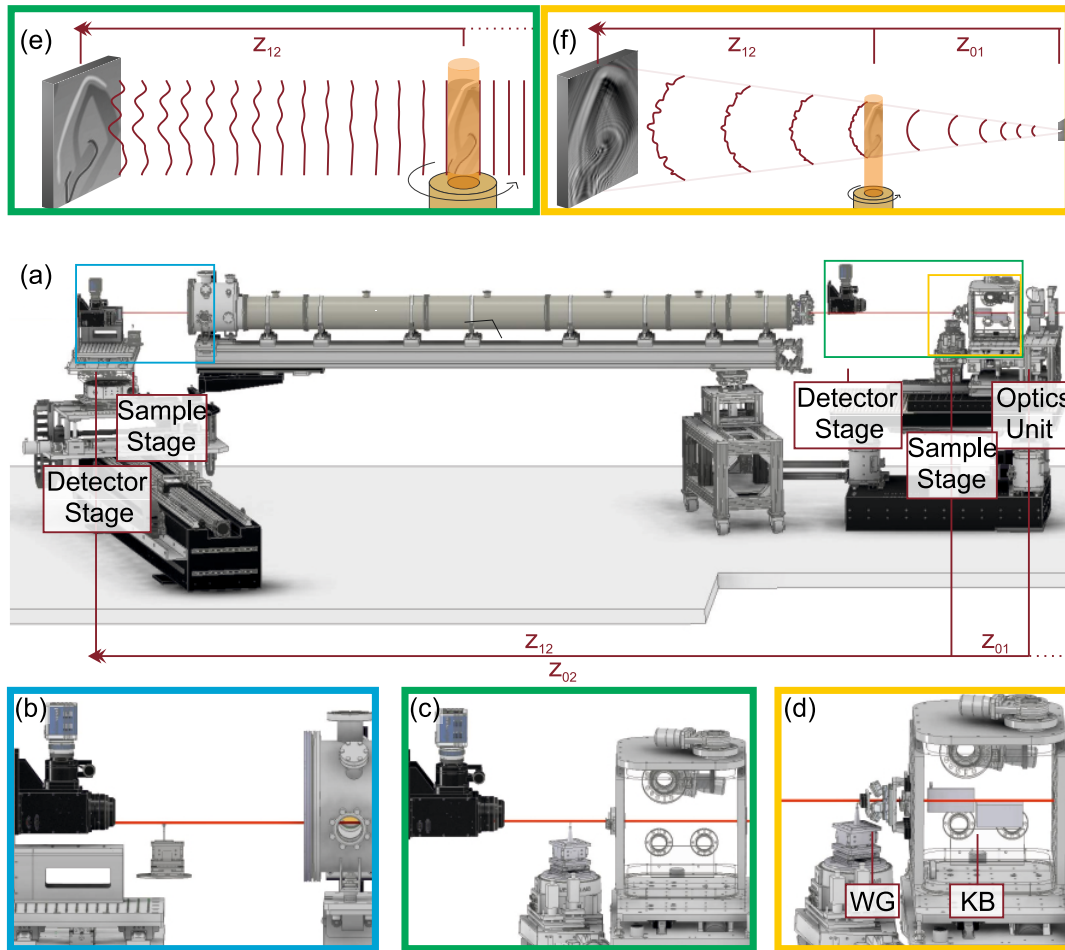 (e)
z12
(f)
z12
z01
(a)
Sample
Stage
Detector
Stage
Detector
Stage
Optics
Unit
Sample
Stage
z12
z01
z02
(b)
(c)
(d)
WG
KB